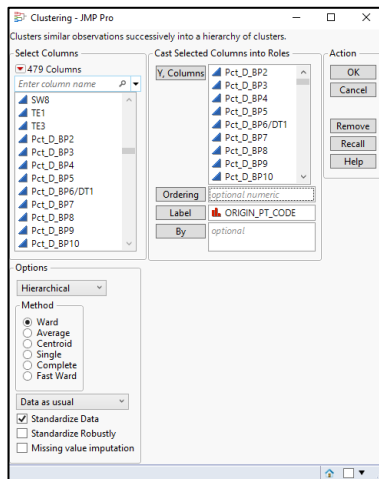 Clustering - JMP Pro
Clusters similar observations successively into a hierarchy of clusters.
Select Columns
479 Columns
Enter column name
SW8
TE1
TE3
Pct_D_BP2
Pct_D_BP3
Pct_D_BP4
Pct_D_BP5
Pct_D_BP6/DT1
Pct_D_BP7
Pct_D_BP8
Pct_D_BP9
Pct_D_BP10
Cast Selected Columns into Roles
Y, Columns
Pct_D_BP2
Pct_D_BP3
Pct_D_BP4
Pct_D_BP5
Pct_D_BP6/DT1
Pct_D_BP7
Pct_D_BP8
Pct_D_BP9
Pct_D_BP10
Ordering
optional numeric
Label
ORIGIN_PT_CODE
By
optional
Action
OK
Cancel
Remove
Recall
Help
Options
Hierarchical
Method
Ward
Average
Centroid
Single
Complete
Fast Ward
Data as usual
Standardize Data
Standardize Robustly
Missing value imputation